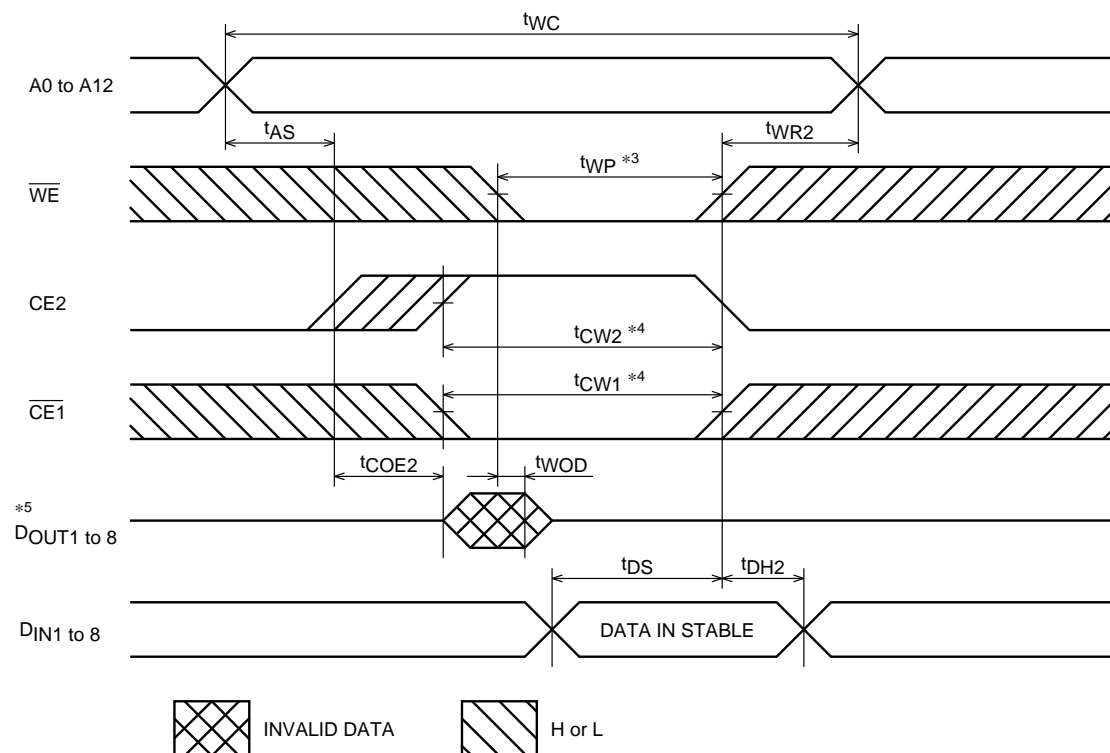 tWC
A0 to A12
tAS
tWR2
WE
tWP *3
CE2
tCW2 *4
CE1
tCW1 *4
tCOE2
tWOD
*5
DOUT1 to 8
tDS
tDH2
DIN1 to 8
DATA IN STABLE
INVALID DATA
H or L